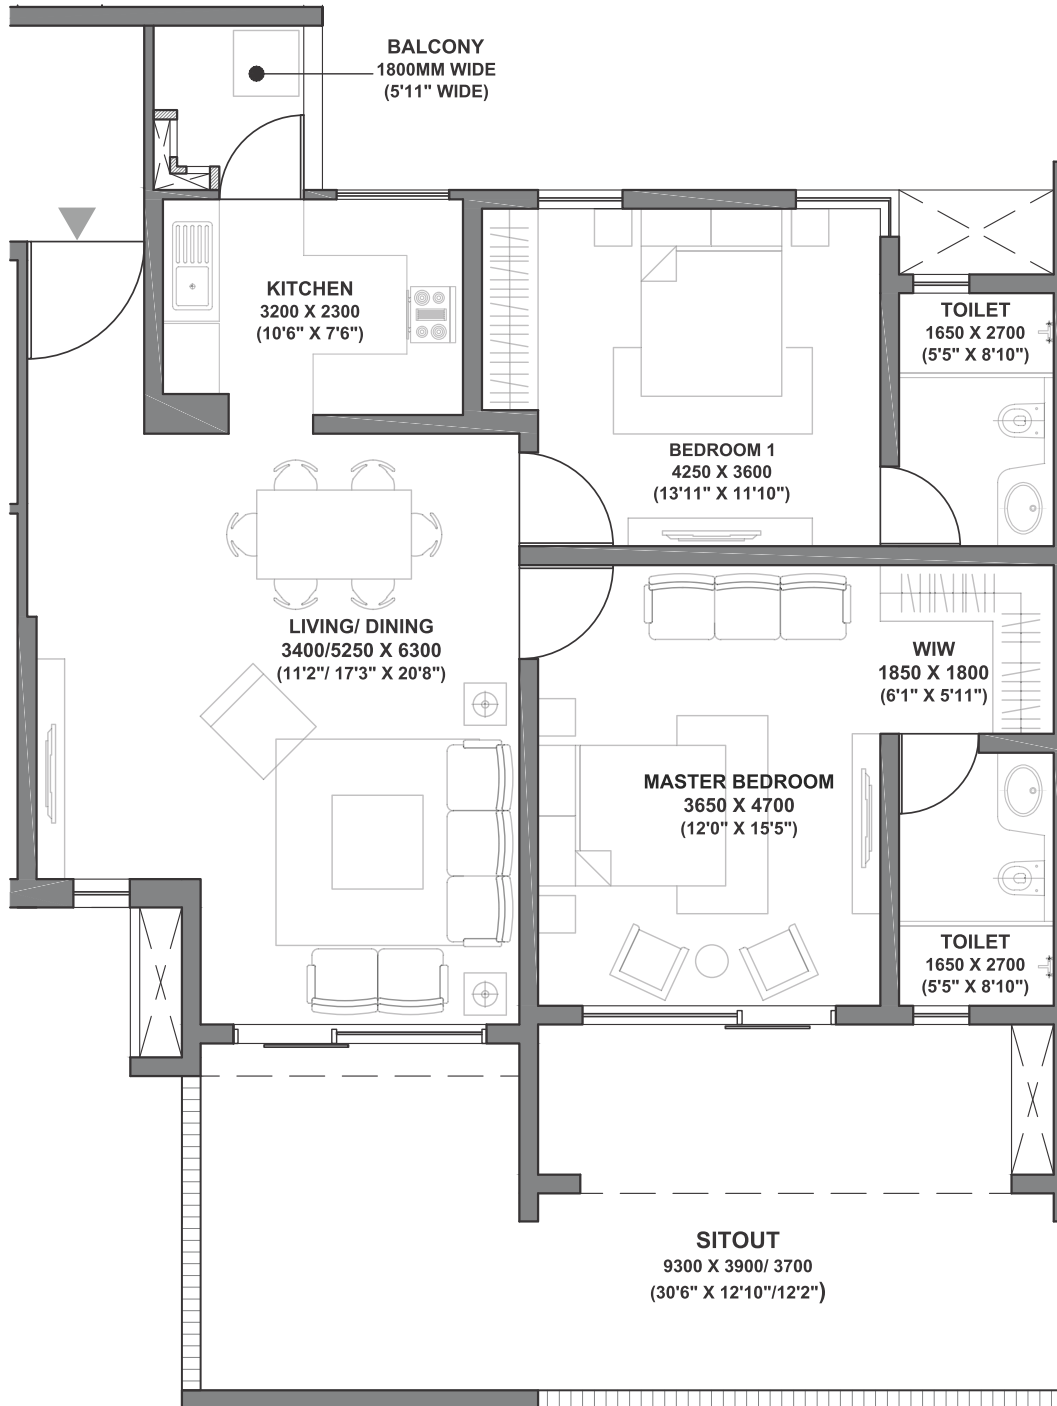 BALCONY
1800MM WIDE
(5'11" WIDE)
KITCHEN
3200 X 2300
(10'6" X 7'6")
TOILET
1650 X 2700
(5'5" X 8'10")
BEDROOM 1
4250 X 3600
(13'11" X 11'10")
LIVING/ DINING
3400/5250 X 6300
(11'2"/ 17'3" X 20'8")
WIW
1850 X 1800
(6'1" X 5'11")
MASTER BEDROOM
3650 X 4700
(12'0" X 15'5")
TOILET
1650 X 2700
(5'5" X 8'10")
SITOUT
9300 X 3900/ 3700
(30'6" X 12'10"/12'2")